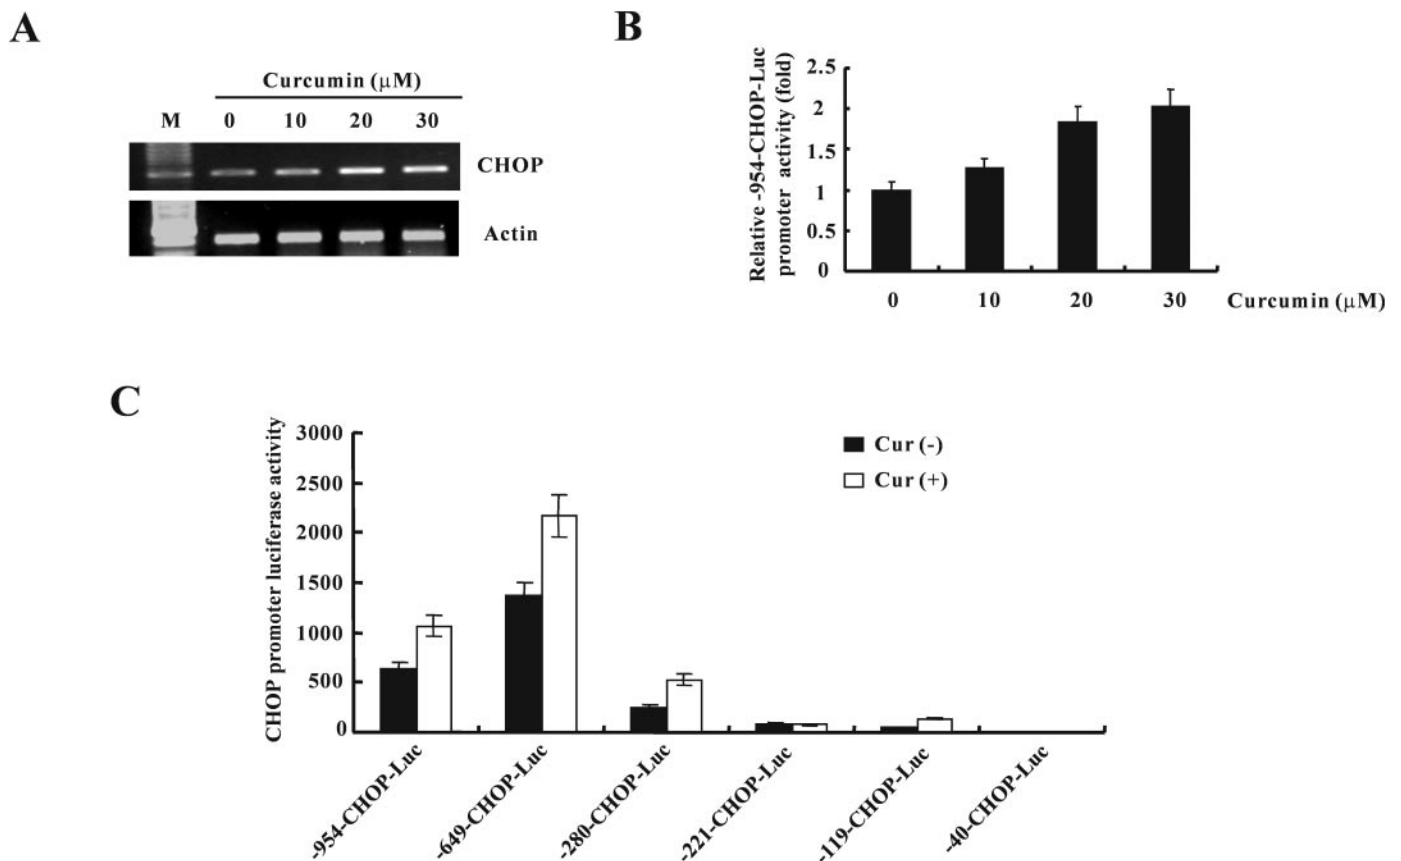 A
Curcumin (μM)
M 0 10 20 30
CHOP
Actin
B
Relative -954-CHOP-Luc
promoter activity (fold)
2.5
2
1.5
1
0.5
0
0 10 20 30 Curcumin (μM)
C
CHOP promoter luciferase activity
3000
2500
2000
1500
1000
500
0
Cur (-)
Cur (+)
-954-CHOP-Luc
-649-CHOP-Luc
-280-CHOP-Luc
-221-CHOP-Luc
-119-CHOP-Luc
-40-CHOP-Luc